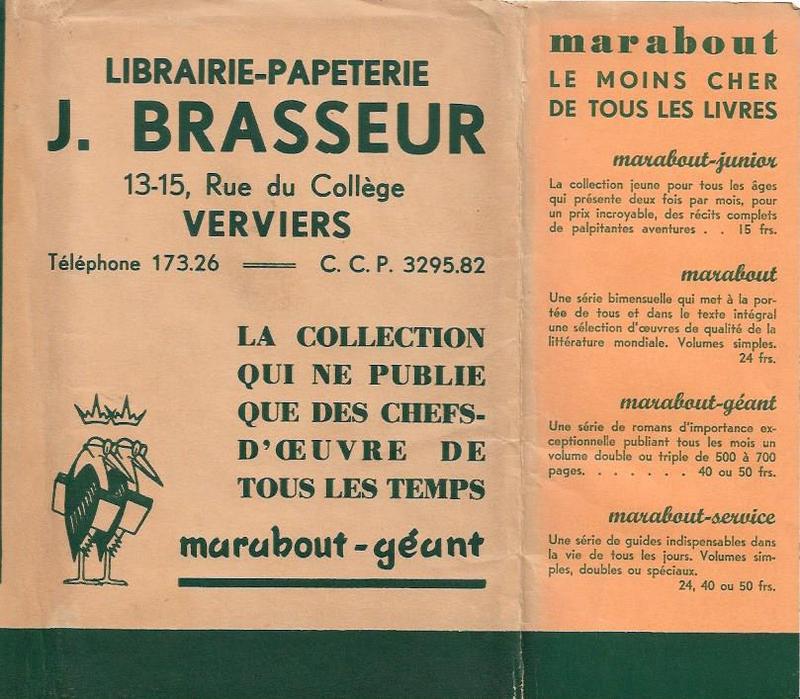 LIBRAIRIE-PAPETERIE
J. BRASSEUR
13-15, Rue du Collège
VERVIERS
Téléphone 173.26 C. C. P. 3295.82
LA COLLECTION
QUI NE PUBLIE
QUE DES CHEFS-
D'ŒUVRE DE
TOUS LES TEMPS
marabout-géant
marabout
LE MOINS CHER
DE TOUS LES LIVRES
marabout-junior
La collection jeune pour tous les âges
qui présente deux fois par mois, pour
un prix incroyable, des récits complets
de palpitantes aventures . . 15 frs.
marabout
Une série bimensuelle qui met à la por-
tée de tous et dans le texte intégral
une sélection d'œuvres de qualité de la
littérature mondiale. Volumes simples.
24 frs.
marabout-géant
Une série de romans d'importance ex-
ceptionnelle publiant tous les mois un
volume double ou triple de 500 à 700
pages. . . . . . . 40 ou 50 frs.
marabout-service
Une série de guides indispensables dans
la vie de tous les jours. Volumes sim-
ples, doubles ou spéciaux.
24, 40 ou 50 frs.